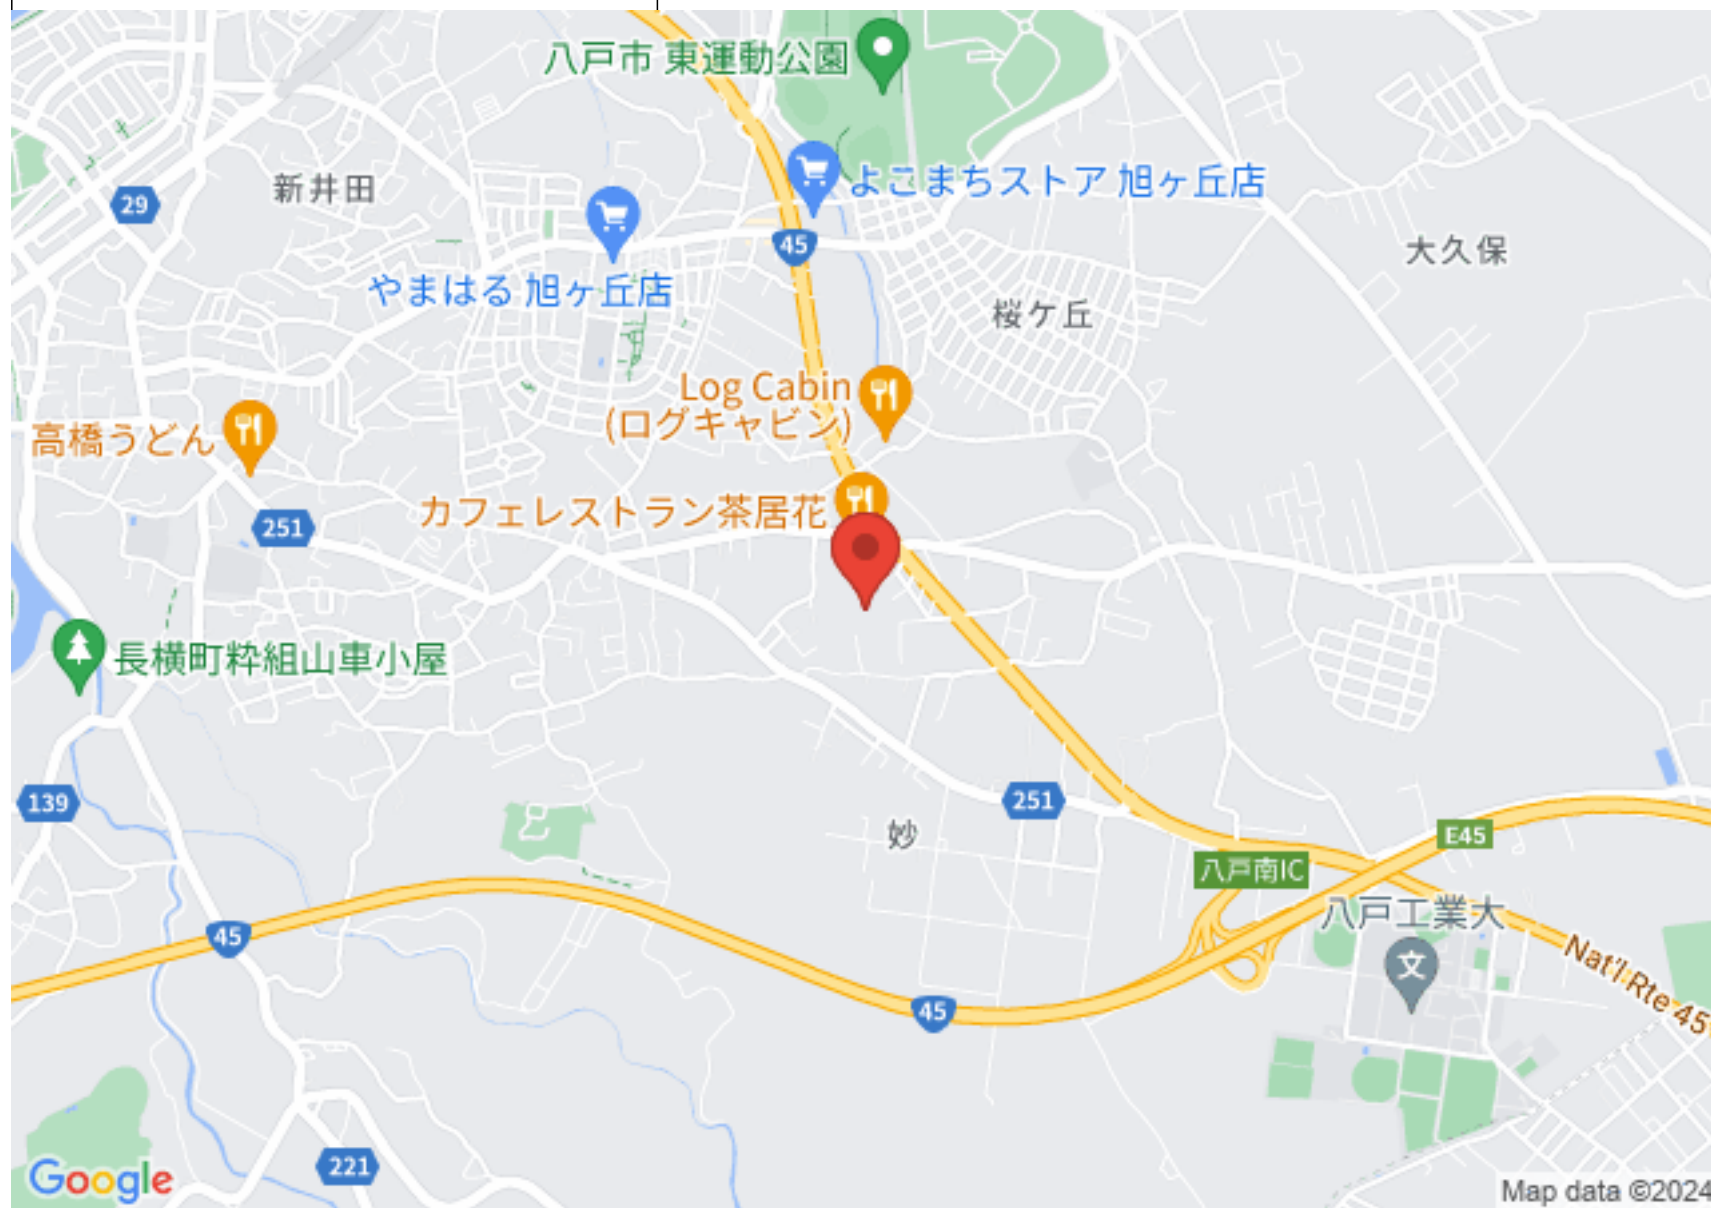 八戸市 東運動公園
よこまちストア 旭ヶ丘店
新井田
29
45
大久保
やまはる 旭ヶ丘店
桜ケ丘
Log Cabin
(ログキャビン)
高橋うどん
カフェレストラン茶居花
251
長横町粋組山車小屋
139
251
妙
E45
八戸南IC
八戸工業大
文
45
Nat'l Rte 45
45
221
Google
Map data ©2024